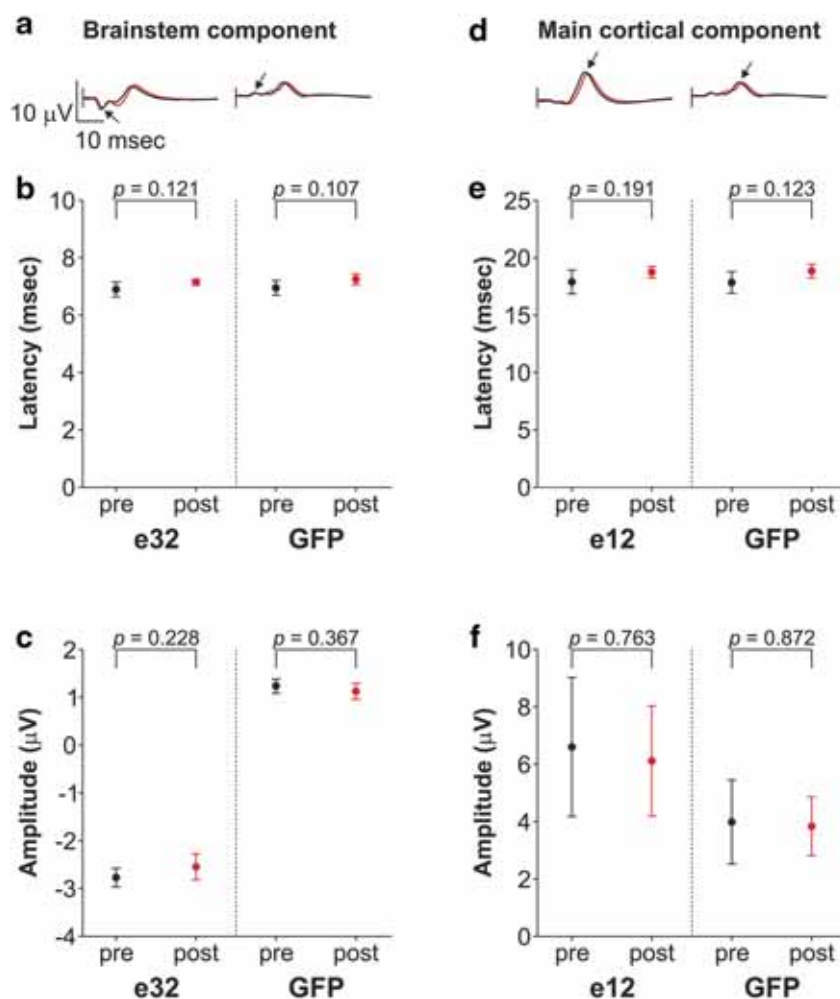 a Brainstem component
10 μV
10 msec
b
p = 0.121
p = 0.107
10
8
6
4
2
0
Latency (msec)
pre post pre post
e32 GFP
c
p = 0.228
p = 0.367
2
1
0
-1
-2
-3
-4
Amplitude (μV)
pre post pre post
e32 GFP
d Main cortical component
e
p = 0.191
p = 0.123
25
20
15
10
5
0
Latency (msec)
pre post pre post
e12 GFP
f
p = 0.763
p = 0.872
10
8
6
4
2
0
Amplitude (μV)
pre post pre post
e12 GFP